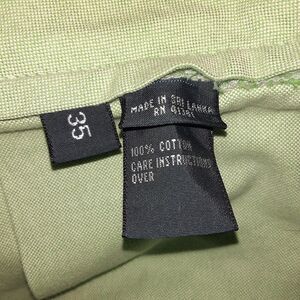 35
MADE IN SRI LANKA
RN 41381
100% COTTON
CARE INSTRUCTIONS
OVER